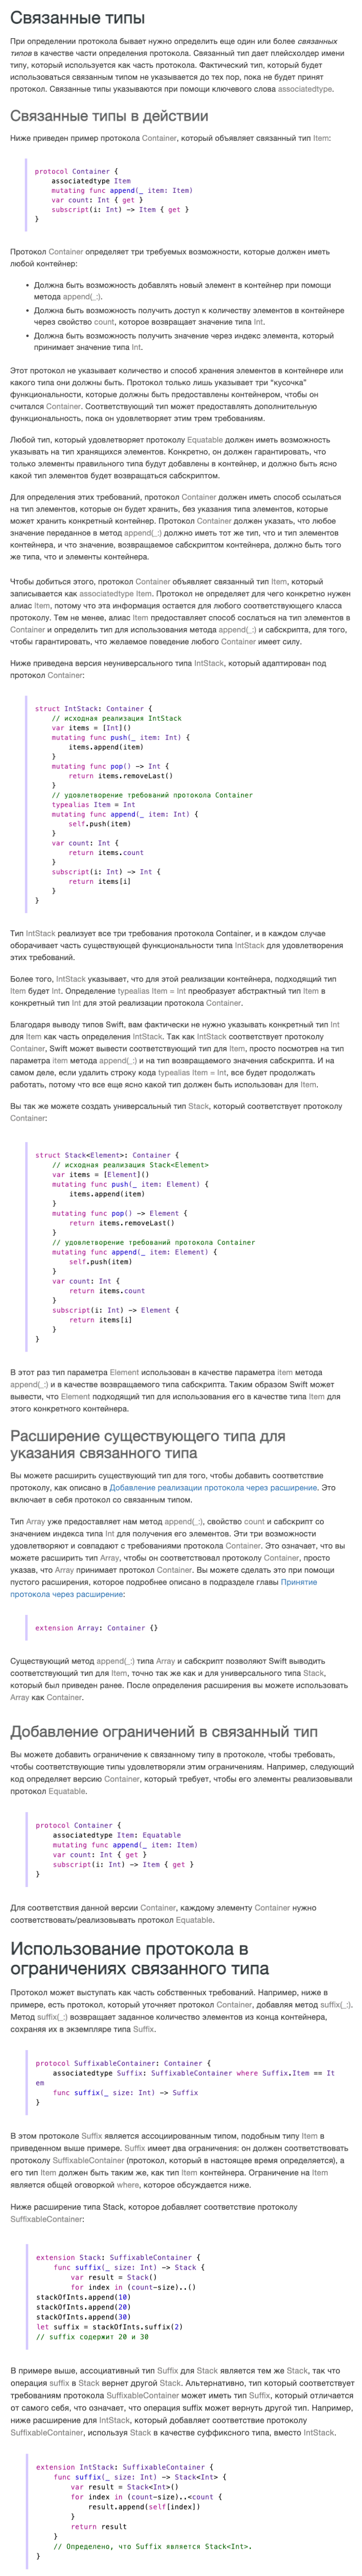 Связанные типы
При определении протокола бывает нужно определить еще один или более связанных
типов в качестве части определения протокола. Связанный тип дает плейсхолдер имени
типу, который используется как часть протокола. Фактический тип, который будет
использоваться связанным типом не указывается до тех пор, пока не будет принят
протокол. Связанные типы указываются при помощи ключевого слова associatedtype.
Связанные типы в действии
Ниже приведен пример протокола Container, который объявляет связанный тип Item:
protocol Container {
    associatedtype Item
    mutating func append(_ item: Item)
    var count: Int { get }
    subscript(i: Int) -> Item { get }
}
Протокол Container определяет три требуемых возможности, которые должен иметь
любой контейнер:
• Должна быть возможность добавлять новый элемент в контейнер при помощи
метода append(_:).
• Должна быть возможность получить доступ к количеству элементов в контейнере
через свойство count, которое возвращает значение типа Int.
• Должна быть возможность получить значение через индекс элемента, который
принимает значение типа Int.
Этот протокол не указывает количество и способ хранения элементов в контейнере или
какого типа они должны быть. Протокол только лишь указывает три “кусочка”
функциональности, которые должны быть предоставлены контейнером, чтобы он
считался Container. Соответствующий тип может предоставлять дополнительную
функциональность, пока он удовлетворяет этим трем требованиям.
Любой тип, который удовлетворяет протоколу Equatable должен иметь возможность
указывать на тип хранящихся элементов. Конкретно, он должен гарантировать, что
только элементы правильного типа будут добавлены в контейнер, и должно быть ясно
какой тип элементов будет возвращаться сабскриптом.
Для определения этих требований, протокол Container должен иметь способ ссылаться
на тип элементов, которые он будет хранить, без указания типа элементов, которые
может хранить конкретный контейнер. Протокол Container должен указать, что любое
значение переданное в метод append(_:) должно иметь тот же тип, что и тип элементов
контейнера, и что значение, возвращаемое сабскриптом контейнера, должно быть того
же типа, что и элементы контейнера.
Чтобы добиться этого, протокол Container объявляет связанный тип Item, который
записывается как associatedtype Item. Протокол не определяет для чего конкретно нужен
алиас Item, потому что эта информация остается для любого соответствующего класса
протоколу. Тем не менее, алиас Item предоставляет способ сослаться на тип элементов в
Container и определить тип для использования метода append(_:) и сабскрипта, для того,
чтобы гарантировать, что желаемое поведение любого Container имеет силу.
Ниже приведена версия неуниверсального типа IntStack, который адаптирован под
протокол Container:
struct IntStack: Container {
    // исходная реализация IntStack
    var items = [Int]()
    mutating func push(_ item: Int) {
        items.append(item)
    }
    mutating func pop() -> Int {
        return items.removeLast()
    }
    // удовлетворение требований протокола Container
    typealias Item = Int
    mutating func append(_ item: Int) {
        self.push(item)
    }
    var count: Int {
        return items.count
    }
    subscript(i: Int) -> Int {
        return items[i]
    }
}
Тип IntStack реализует все три требования протокола Container, и в каждом случае
оборачивает часть существующей функциональности типа IntStack для удовлетворения
этих требований.
Более того, IntStack указывает, что для этой реализации контейнера, подходящий тип
Item будет Int. Определение typealias Item = Int преобразует абстрактный тип Item в
конкретный тип Int для этой реализации протокола Container.
Благодаря выводу типов Swift, вам фактически не нужно указывать конкретный тип Int
для Item как часть определения IntStack. Так как IntStack соответствует протоколу
Container, Swift может вывести соответствующий тип для Item, просто посмотрев на тип
параметра item метода append(_:) и на тип возвращаемого значения сабскрипта. И на
самом деле, если удалить строку кода typealias Item = Int, все будет продолжать
работать, потому что все еще ясно какой тип должен быть использован для Item.
Вы так же можете создать универсальный тип Stack, который соответствует протоколу
Container:
struct Stack<Element>: Container {
    // исходная реализация Stack<Element>
    var items = [Element]()
    mutating func push(_ item: Element) {
        items.append(item)
    }
    mutating func pop() -> Element {
        return items.removeLast()
    }
    // удовлетворение требований протокола Container
    mutating func append(_ item: Element) {
        self.push(item)
    }
    var count: Int {
        return items.count
    }
    subscript(i: Int) -> Element {
        return items[i]
    }
}
В этот раз тип параметра Element использован в качестве параметра item метода
append(_:) и в качестве возвращаемого типа сабскрипта. Таким образом Swift может
вывести, что Element подходящий тип для использования его в качестве типа Item для
этого конкретного контейнера.
Расширение существующего типа для
указания связанного типа
Вы можете расширить существующий тип для того, чтобы добавить соответствие
протоколу, как описано в Добавление реализации протокола через расширение. Это
включает в себя протокол со связанным типом.
Тип Array уже предоставляет нам метод append(_:), свойство count и сабскрипт со
значением индекса типа Int для получения его элементов. Эти три возможности
удовлетворяют и совпадают с требованиями протокола Container. Это означает, что вы
можете расширить тип Array, чтобы он соответствовал протоколу Container, просто
указав, что Array принимает протокол Container. Вы можете сделать это при помощи
пустого расширения, которое подробнее описано в подразделе главы Принятие
протокола через расширение:
extension Array: Container {}
Существующий метод append(_:) типа Array и сабскрипт позволяют Swift выводить
соответствующий тип для Item, точно так же как и для универсального типа Stack,
который был приведен ранее. После определения расширения вы можете использовать
Array как Container.
Добавление ограничений в связанный тип
Вы можете добавить ограничение к связанному типу в протоколе, чтобы требовать,
чтобы соответствующие типы удовлетворяли этим ограничениям. Например, следующий
код определяет версию Container, который требует, чтобы его элементы реализовывали
протокол Equatable.
protocol Container {
    associatedtype Item: Equatable
    mutating func append(_ item: Item)
    var count: Int { get }
    subscript(i: Int) -> Item { get }
}
Для соответствия данной версии Container, каждому элементу Container нужно
соответствовать/реализовывать протокол Equatable.
Использование протокола в
ограничениях связанного типа
Протокол может выступать как часть собственных требований. Например, ниже в
примере, есть протокол, который уточняет протокол Container, добавляя метод suffix(_:).
Метод suffix(_:) возвращает заданное количество элементов из конца контейнера,
сохраняя их в экземпляре типа Suffix.
protocol SuffixableContainer: Container {
    associatedtype Suffix: SuffixableContainer where Suffix.Item == It
em
    func suffix(_ size: Int) -> Suffix
}
В этом протоколе Suffix является ассоциированным типом, подобным типу Item в
приведенном выше примере. Suffix имеет два ограничения: он должен соответствовать
протоколу SuffixableContainer (протокол, который в настоящее время определяется), а
его тип Item должен быть таким же, как тип Item контейнера. Ограничение на Item
является общей оговоркой where, которое обсуждается ниже.
Ниже расширение типа Stack, которое добавляет соответствие протоколу
SuffixableContainer:
extension Stack: SuffixableContainer {
    func suffix(_ size: Int) -> Stack {
        var result = Stack()
        for index in (count-size)..()
stackOfInts.append(10)
stackOfInts.append(20)
stackOfInts.append(30)
let suffix = stackOfInts.suffix(2)
// suffix содержит 20 и 30
В примере выше, ассоциативный тип Suffix для Stack является тем же Stack, так что
операция suffix в Stack вернет другой Stack. Альтернативно, тип который соответствует
требованиям протокола SuffixableContainer может иметь тип Suffix, который отличается
от самого себя, что означает, что операция suffix может вернуть другой тип. Например,
ниже расширение для IntStack, который добавляет соответствие протоколу
SuffixableContainer, используя Stack в качестве суффиксного типа, вместо IntStack.
extension IntStack: SuffixableContainer {
    func suffix(_ size: Int) -> Stack<Int> {
        var result = Stack<Int>()
        for index in (count-size)..<count {
            result.append(self[index])
        }
        return result
    }
    // Определено, что Suffix является Stack<Int>.
}